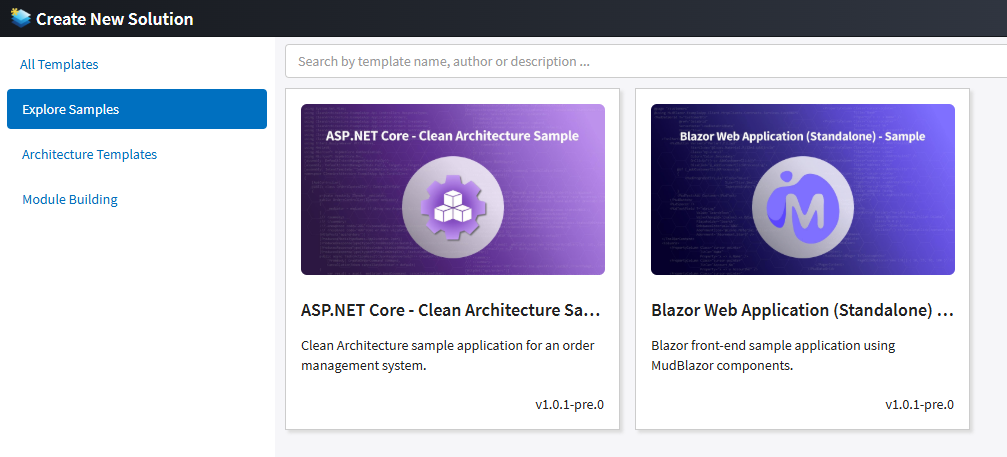 Create New Solution
All Templates
Explore Samples
Architecture Templates
Module Building
Search by template name, author or description ...
ASP.NET Core - Clean Architecture Sample
ASP.NET Core - Clean Architecture Sa...
Clean Architecture sample application for an order
management system.
v1.0.1-pre.0
Blazor Web Application (Standalone) - Sample
M
Blazor Web Application (Standalone) ...
Blazor front-end sample application using
MudBlazor components.
v1.0.1-pre.0